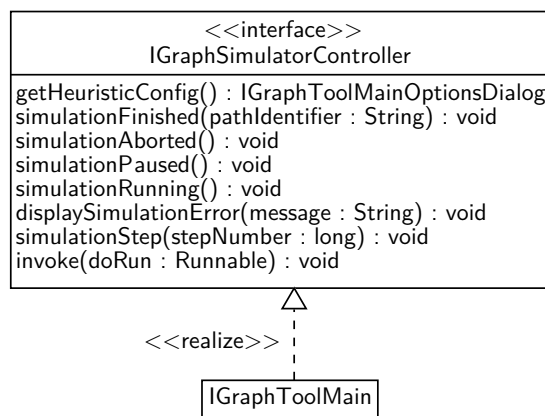 <<interface>>
IGraphSimulatorController
getHeuristicConfig() : IGraphToolMainOptionsDialog
simulationFinished(pathIdentifier : String) : void
simulationAborted() : void
simulationPaused() : void
simulationRunning() : void
displaySimulationError(message : String) : void
simulationStep(stepNumber : long) : void
invoke(doRun : Runnable) : void
<<realize>>
IGraphToolMain